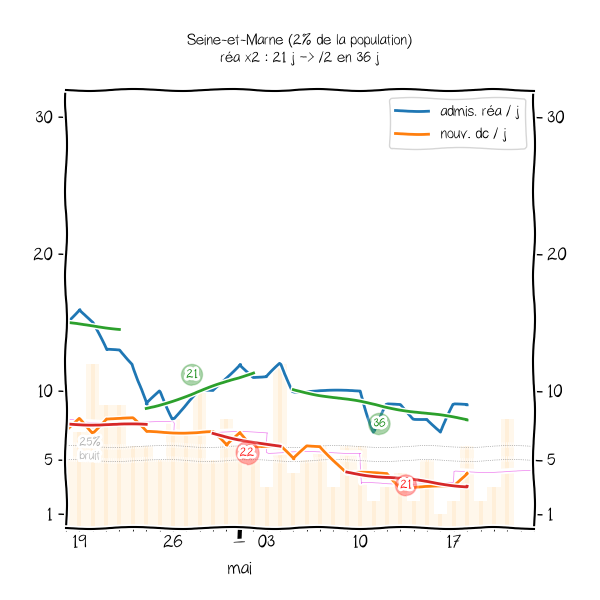 Seine-et-Marne (2% de la population)
réa x2 : 21 j -> /2 en 36 j
admis. réa / j
nouv. dc / j
30 30
20 20
10 10
5 5
1 1
21
36
22
21
25%
bruit
19 26 1 03 10 17
mai